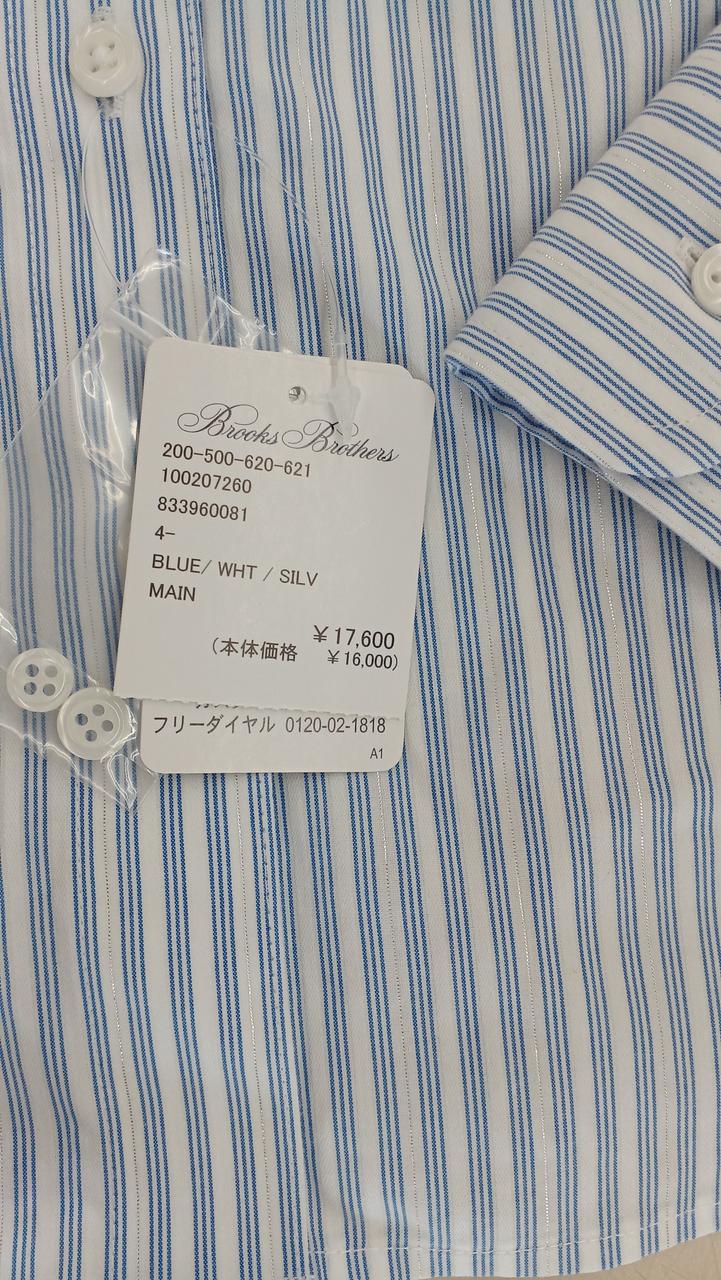 Brooks Brothers
200-500-620-621
100207260
833960081
4-
BLUE/ WHT / SILV
MAIN
￥17,600
(本体価格 ￥16,000)
フリーダイヤル 0120-02-1818
A1